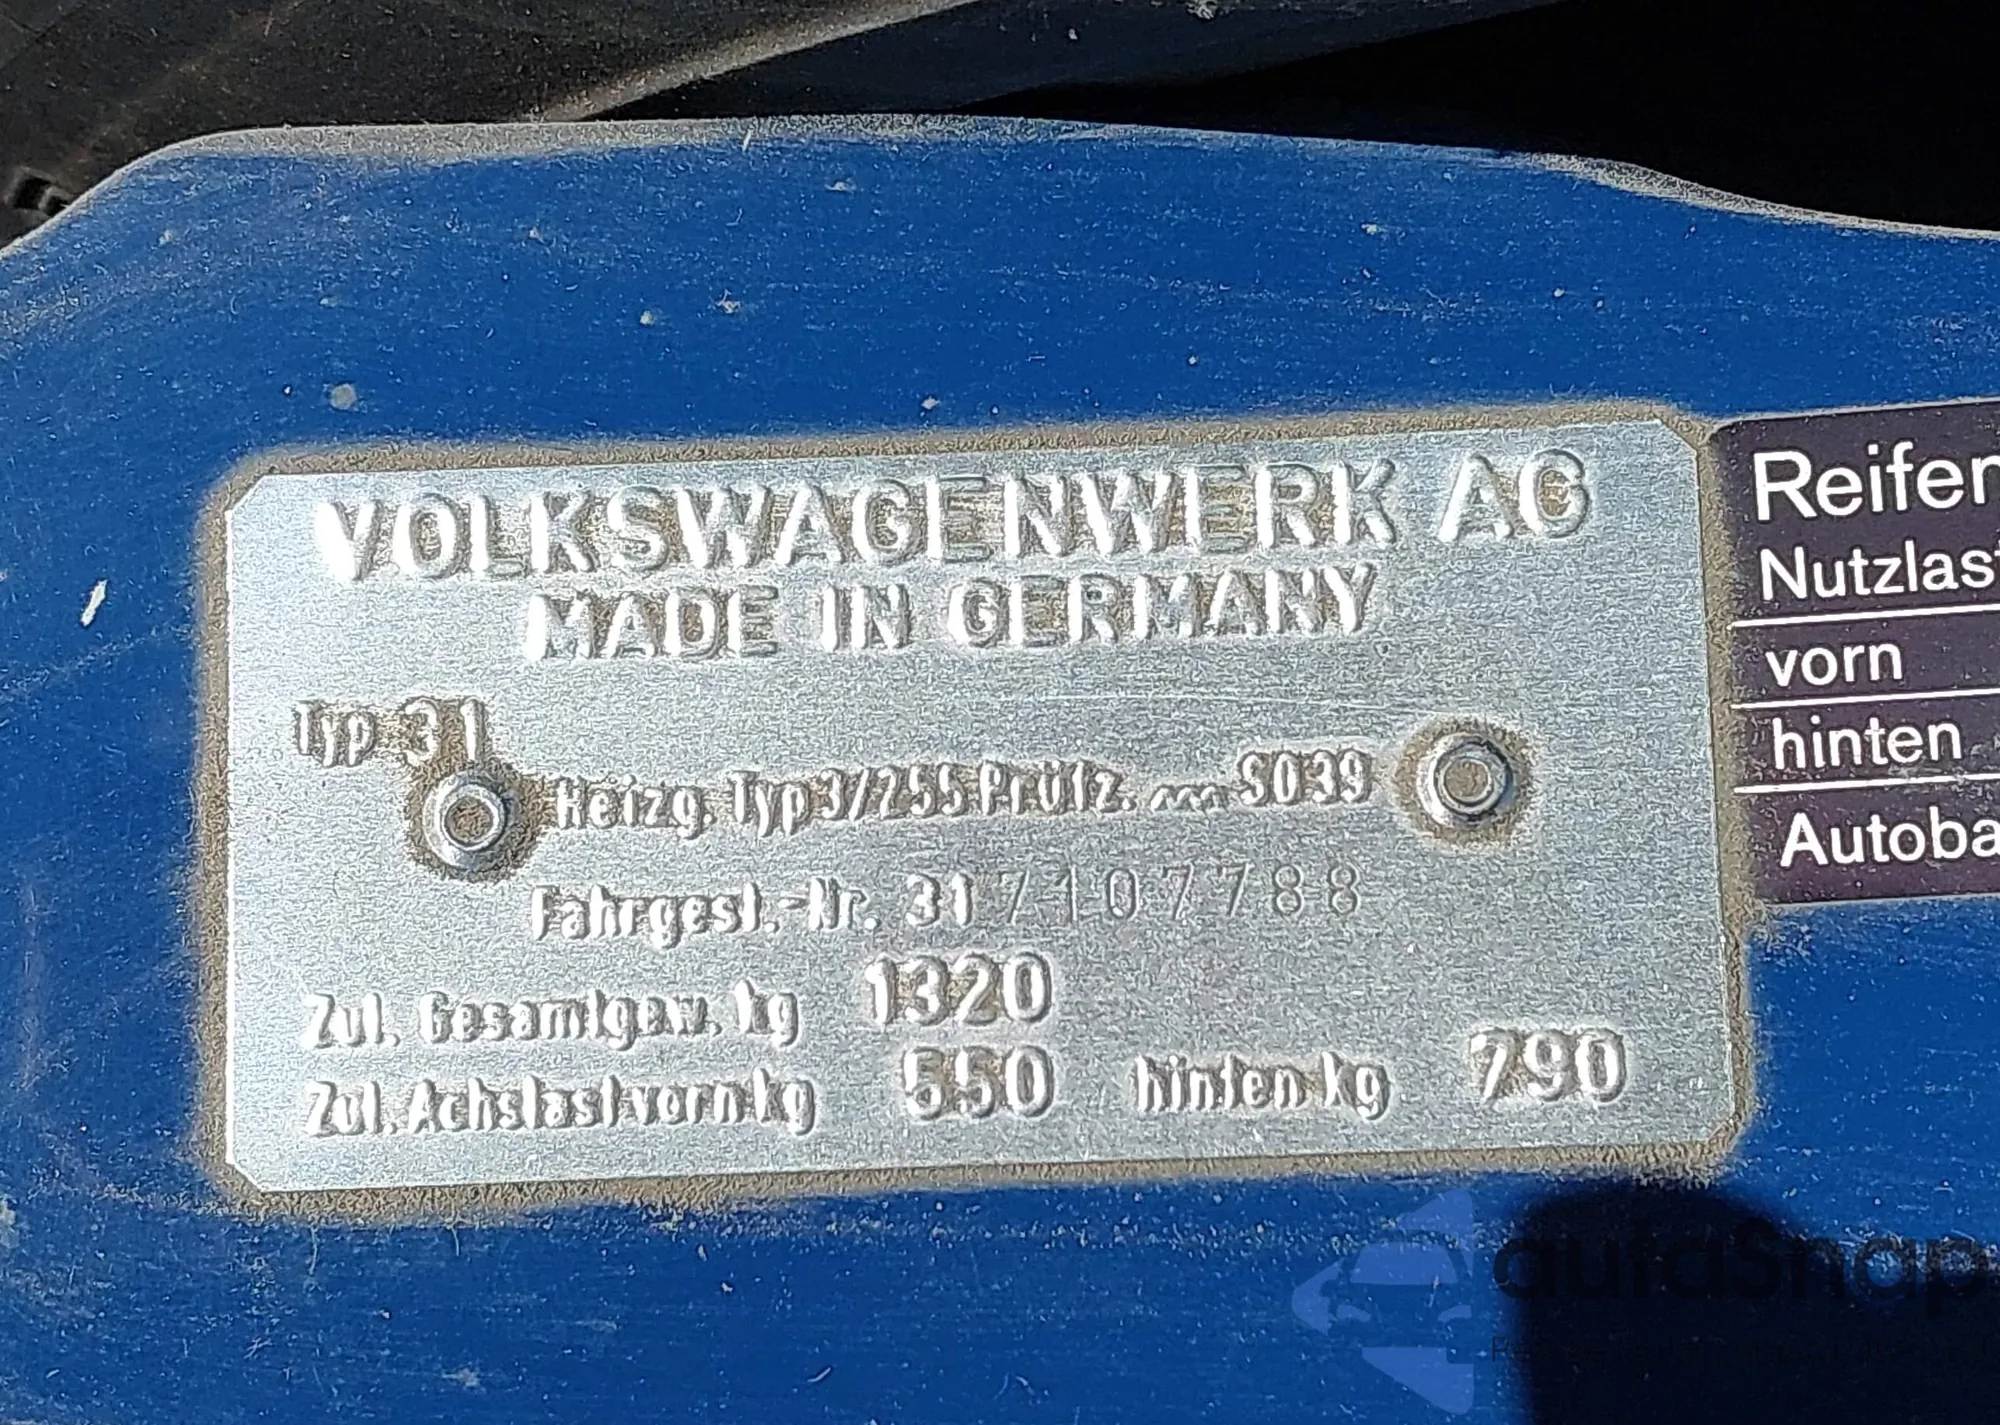 VOLKSWAGENWERK AG
MADE IN GERMANY
Typ 31
Heizg. Typ 3/255 Prüfz. S039
Fahrgest.-Nr. 317107788
Zul. Gesamtgew. kg 1320
Zul. Achslast vorn kg 550 hinten kg 790
Reifen
Nutzlast
vorn
hinten
Autoba
autaSnap